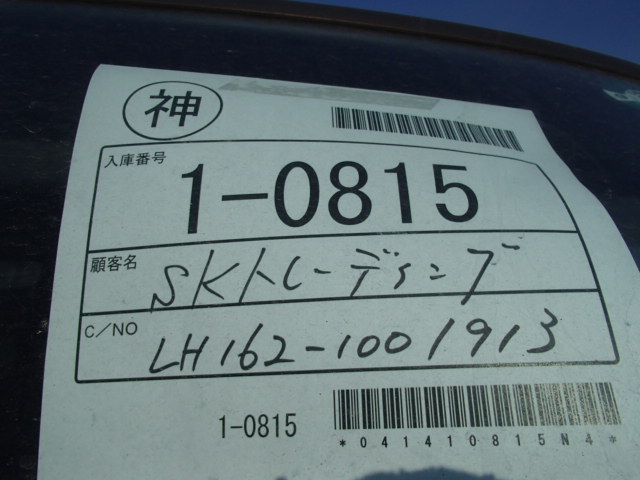 神
入庫番号
1-0815
顧客名
SKトレーディング
C/NO
LH162-1001913
1-0815
*041410815N4*